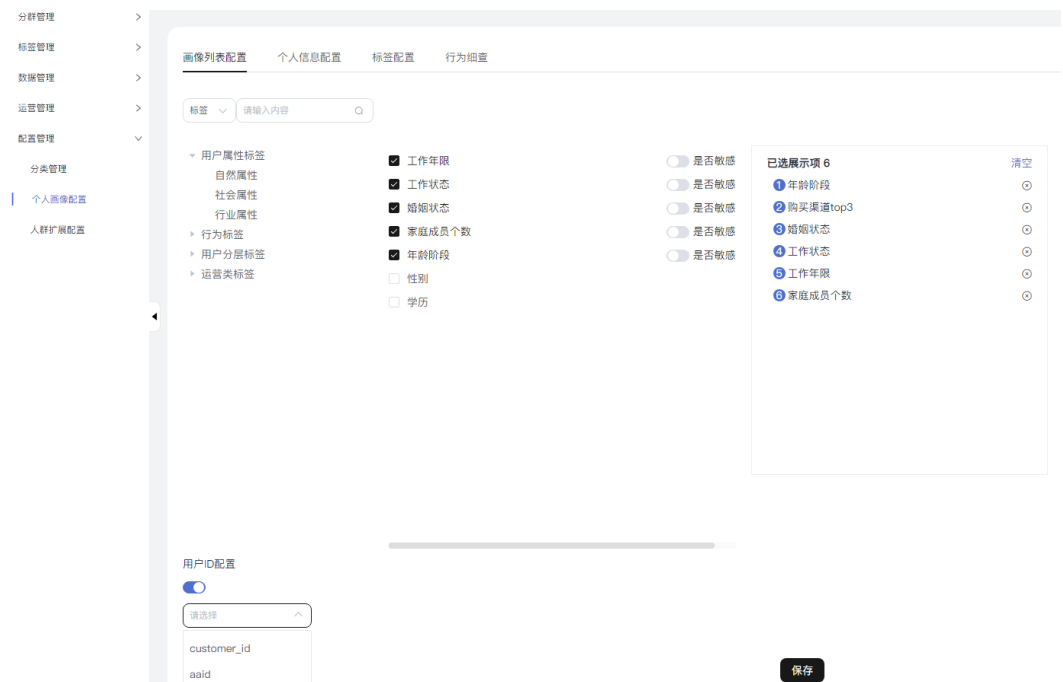 分群管理
标签管理
数据管理
运营管理
配置管理
分类管理
个人画像配置
人群扩展配置
画像列表配置 个人信息配置 标签配置 行为细查
标签 请输入内容
用户属性标签
自然属性
社会属性
行业属性
行为标签
用户分层标签
运营类标签
工作年限 是否敏感
工作状态 是否敏感
婚姻状态 是否敏感
家庭成员个数 是否敏感
年龄阶段 是否敏感
性别
学历
已选展示项 6 清空
1 年龄阶段
2 购买渠道top3
3 婚姻状态
4 工作状态
5 工作年限
6 家庭成员个数
用户ID配置
请选择
customer_id
aaid
保存